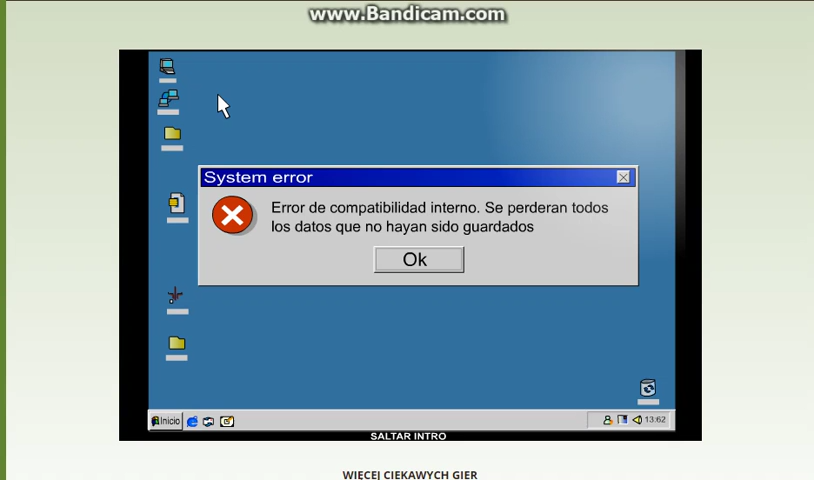 www.Bandicam.com
System error
Error de compatibilidad interno. Se perderan todos
los datos que no hayan sido guardados
Ok
Inicio
13:62
SALTAR INTRO
WIĘCEJ CIEKAWYCH GIER